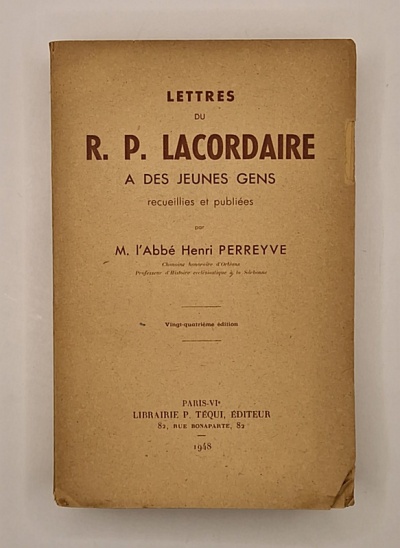 LETTRES
DU
R. P. LACORDAIRE
A DES JEUNES GENS
recueillies et publiées
par
M. l'Abbé Henri PERREYVE
Chanoine honoraire d'Orléans
Professeur d'Histoire ecclésiastique à la Sorbonne
Vingt-quatrième édition
PARIS-VIe
LIBRAIRIE P. TÉQUI, ÉDITEUR
82, RUE BONAPARTE, 82
1948